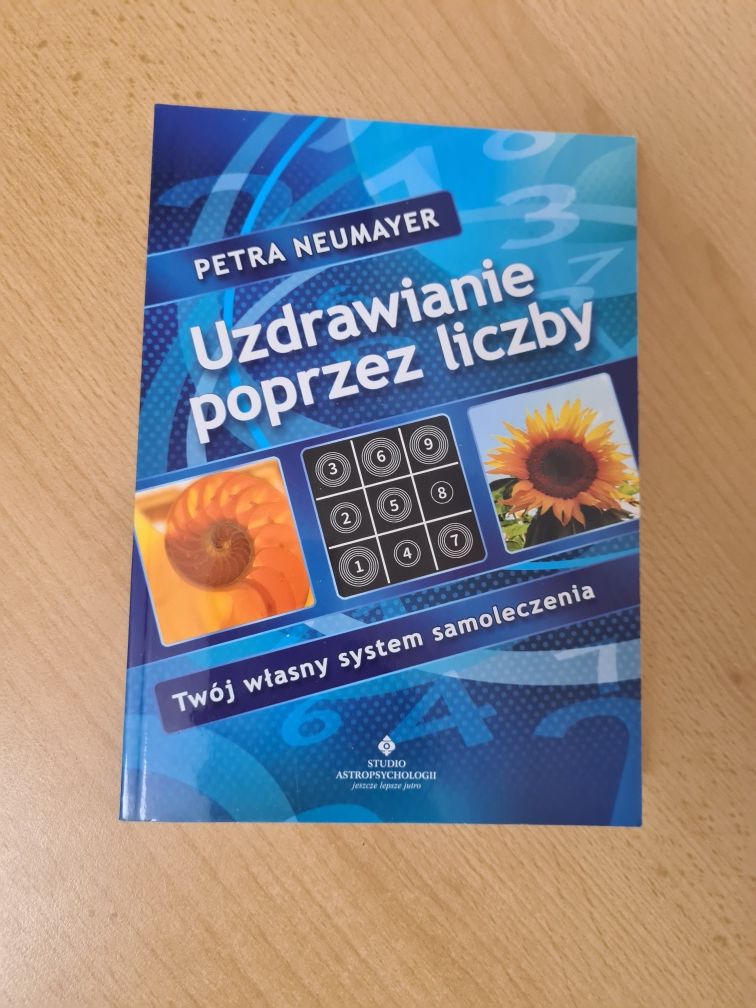 PETRA NEUMAYER
Uzdrawianie
poprzez liczby
3 6 9
2 5 8
1 4 7
Twój własny system samoleczenia
STUDIO
ASTROPSYCHOLOGII
jeszcze lepsze jutro